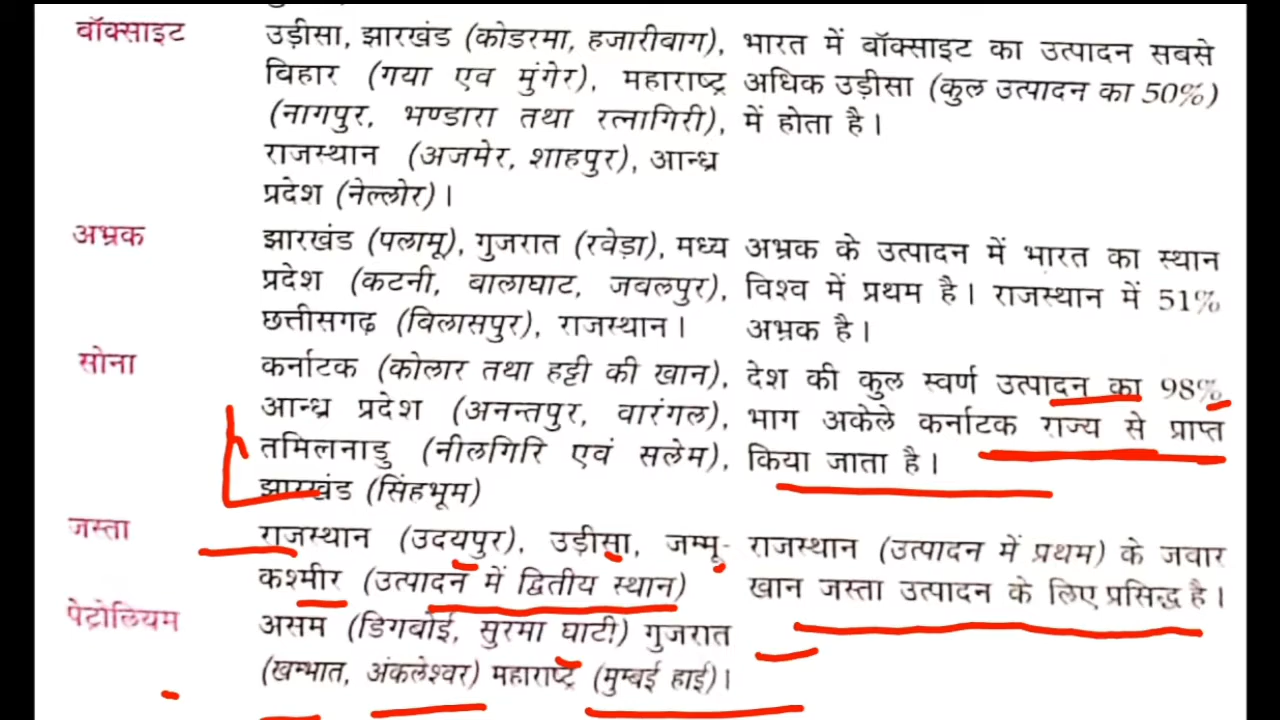 बॉक्साइट
उड़ीसा, झारखंड (कोडरमा, हजारीबाग),
विहार (गया एव मुंगेर), महाराष्ट्र
(नागपुर, भण्डारा तथा रत्नागिरी),
राजस्थान (अजमेर, शाहपुर), आन्ध्र
प्रदेश (नेल्लोर)।
भारत में बॉक्साइट का उत्पादन सबसे
अधिक उड़ीसा (कुल उत्पादन का 50%)
में होता है।
अभ्रक
झारखंड (पलामू), गुजरात (रवेड़ा), मध्य
प्रदेश (कटनी, बालाघाट, जबलपुर),
छत्तीसगढ़ (विलासपुर), राजस्थान।
अभ्रक के उत्पादन में भारत का स्थान
विश्व में प्रथम है। राजस्थान में 51%
अभ्रक है।
सोना
कर्नाटक (कोलार तथा हट्टी की खान),
आन्ध्र प्रदेश (अनन्तपुर, वारंगल),
तमिलनाडु (नीलगिरि एवं सलेम),
झारखंड (सिंहभूम)
देश की कुल स्वर्ण उत्पादन का 98%
भाग अकेले कर्नाटक राज्य से प्राप्त
किया जाता है।
जस्ता
राजस्थान (उदयपुर), उड़ीसा, जम्मू-
कश्मीर (उत्पादन में द्वितीय स्थान)
राजस्थान (उत्पादन में प्रथम) के जवार
खान जस्ता उत्पादन के लिए प्रसिद्ध है।
पेट्रोलियम
असम (डिगबोई, सुरमा घाटी) गुजरात
(खम्भात, अंकलेश्वर) महाराष्ट्र (मुम्बई हाई)।